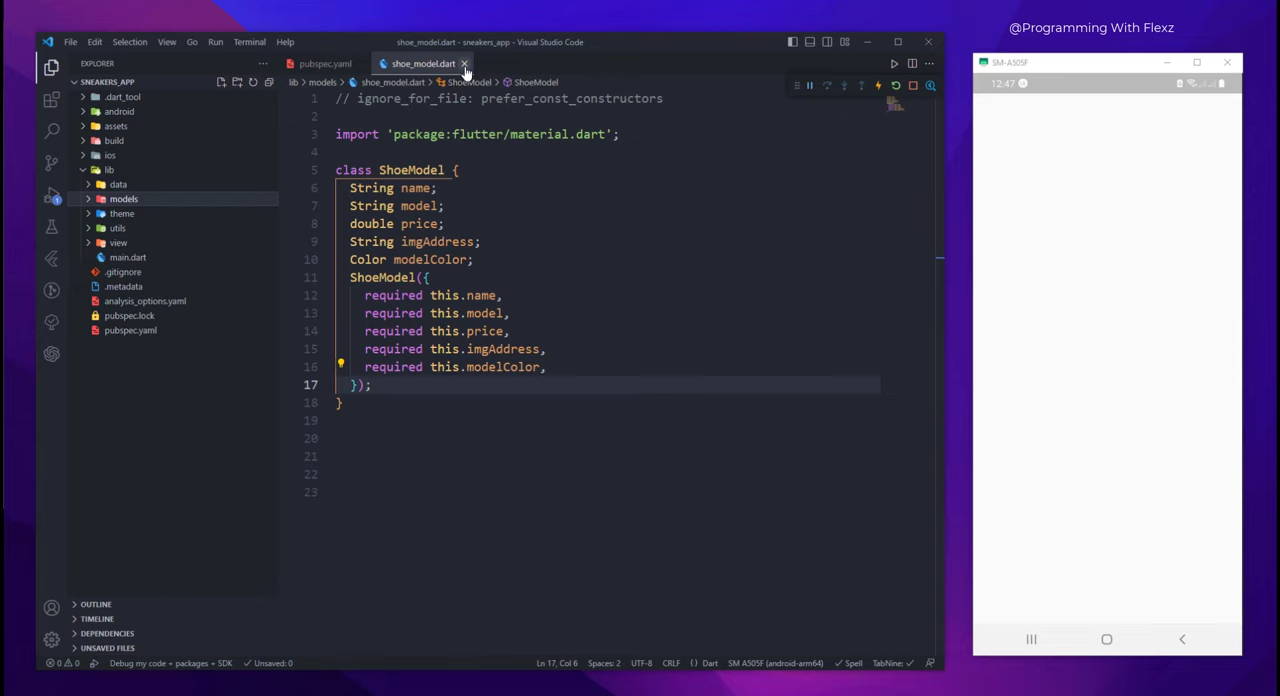 @Programming With Flexz
File Edit Selection View Go Run Terminal Help
shoe_model.dart - sneakers_app - Visual Studio Code
EXPLORER
SNEAKERS_APP
.dart_tool
android
assets
build
ios
lib
data
models
theme
utils
view
main.dart
.gitignore
.metadata
analysis_options.yaml
pubspec.lock
pubspec.yaml
OUTLINE
TIMELINE
DEPENDENCIES
UNSAVED FILES
1
pubspec.yaml shoe_model.dart
lib > models > shoe_model.dart > ShoeModel > ShoeModel
1 // ignore_for_file: prefer_const_constructors
2
3 import 'package:flutter/material.dart';
4
5 class ShoeModel {
6 String name;
7 String model;
8 double price;
9 String imgAddress;
10 Color modelColor;
11 ShoeModel({
12 required this.name,
13 required this.model,
14 required this.price,
15 required this.imgAddress,
16 required this.modelColor,
17 });
18 }
19
20
21
22
23
0 0 Debug my code + packages + SDK Unsaved: 0 Ln 17, Col 6 Spaces: 2 UTF-8 CRLF {} Dart SM A505F (android-arm64) Spell TabNine:
SM-A505F
12:47